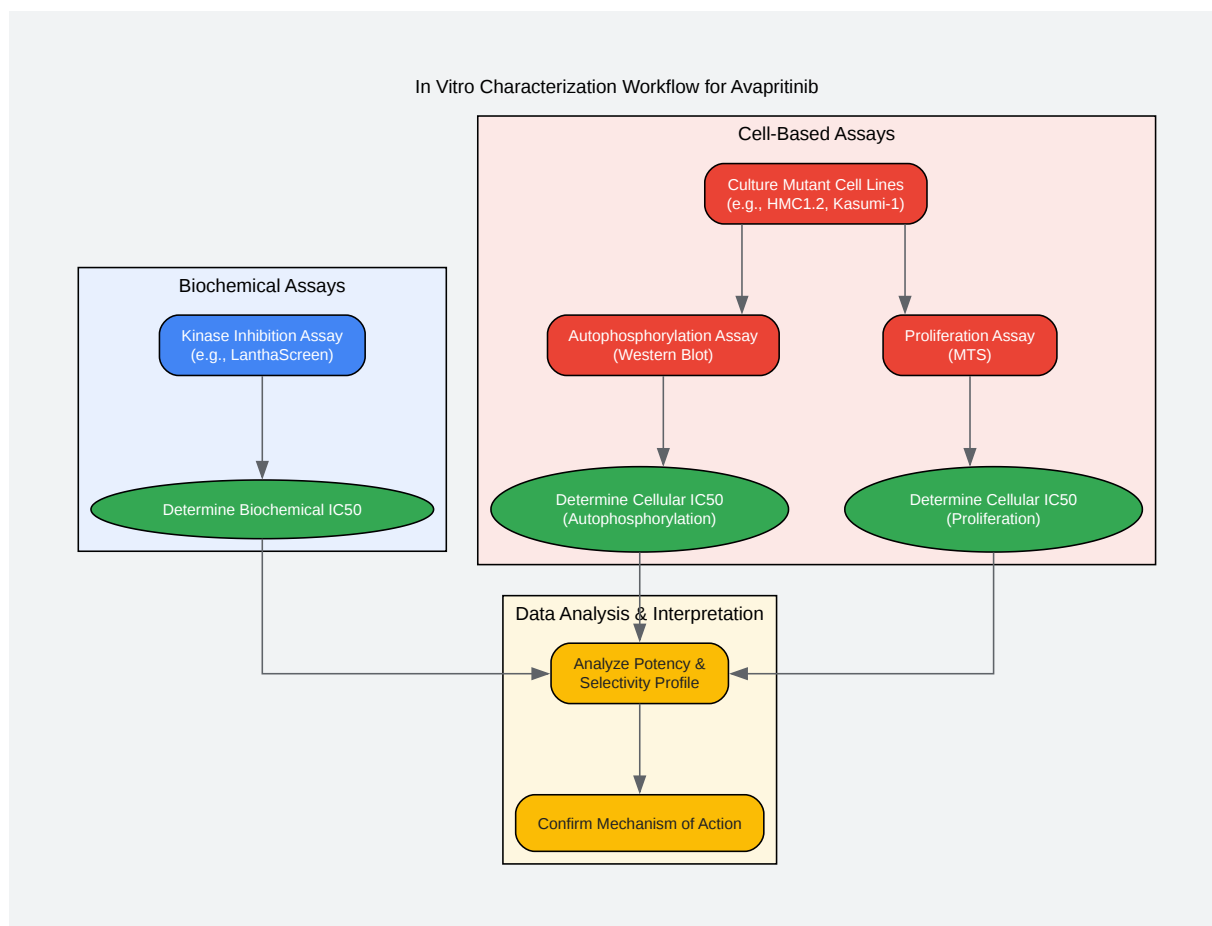 In Vitro Characterization Workflow for Avapritinib
Cell-Based Assays
Culture Mutant Cell Lines
(e.g., HMC1.2, Kasumi-1)
Biochemical Assays
Kinase Inhibition Assay
(e.g., LanthaScreen)
Autophosphorylation Assay
(Western Blot)
Proliferation Assay
(MTS)
Determine Biochemical IC50
Determine Cellular IC50
(Autophosphorylation)
Determine Cellular IC50
(Proliferation)
Data Analysis & Interpretation
Analyze Potency &
Selectivity Profile
Confirm Mechanism of Action